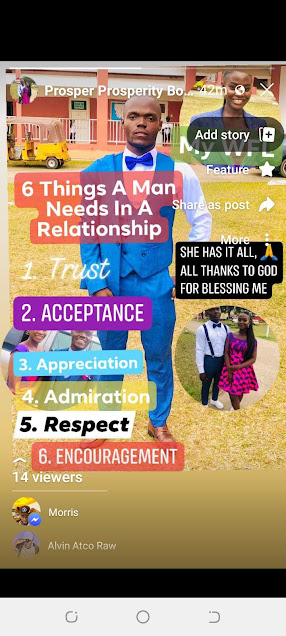 Prosper Prosperity Bo... 42m
Add story
My WFL
Feature
6 Things A Man
Needs In A
Relationship
Share as post
More
1. Trust
SHE HAS IT ALL, 🙏
ALL THANKS TO GOD
FOR BLESSING ME
2. ACCEPTANCE
3. Appreciation
4. Admiration
5. Respect
6. ENCOURAGEMENT
14 viewers
Morris
Alvin Atco Raw